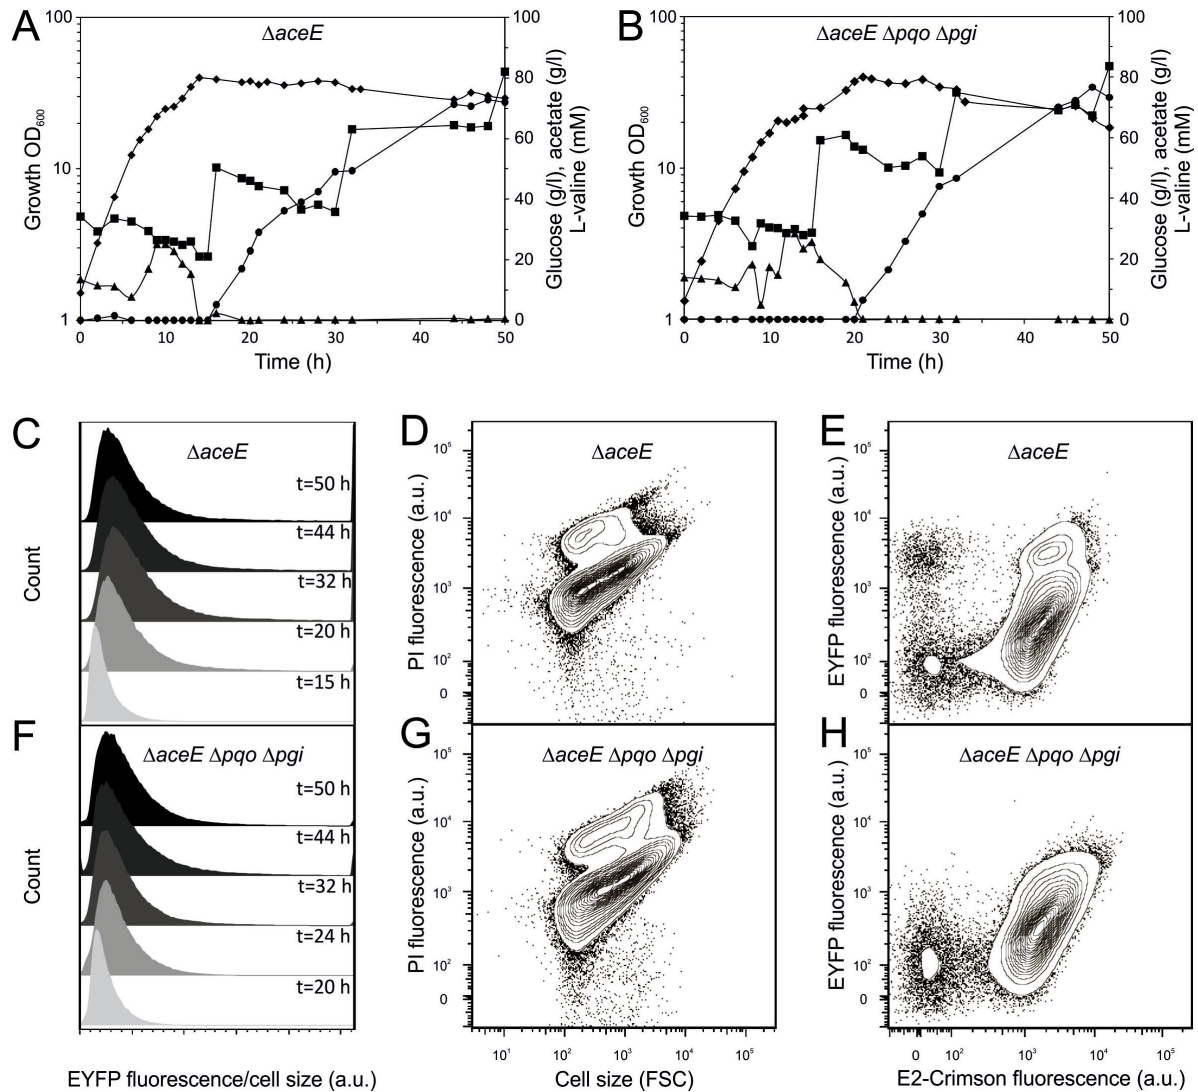 A
ΔaceE
100
10
1
Growth OD600
100
80
60
40
20
0
Glucose (g/l), acetate (g/l)
L-valine (mM)
0 10 20 30 40 50
Time (h)
B
ΔaceE Δpqo Δpgi
100
10
1
Growth OD600
100
80
60
40
20
0
Glucose (g/l), acetate (g/l)
L-valine (mM)
0 10 20 30 40 50
Time (h)
C
ΔaceE
t=50 h
t=44 h
t=32 h
t=20 h
t=15 h
Count
D
ΔaceE
10⁵
10⁴
10³
10²
0
PI fluorescence (a.u.)
E
ΔaceE
10⁵
10⁴
10³
10²
0
EYFP fluorescence (a.u.)
F
ΔaceE Δpqo Δpgi
t=50 h
t=44 h
t=32 h
t=24 h
t=20 h
Count
EYFP fluorescence/cell size (a.u.)
G
ΔaceE Δpqo Δpgi
10⁵
10⁴
10³
10²
0
PI fluorescence (a.u.)
10¹ 10² 10³ 10⁴ 10⁵
Cell size (FSC)
H
ΔaceE Δpqo Δpgi
10⁵
10⁴
10³
10²
0
EYFP fluorescence (a.u.)
0 10² 10³ 10⁴ 10⁵
E2-Crimson fluorescence (a.u.)